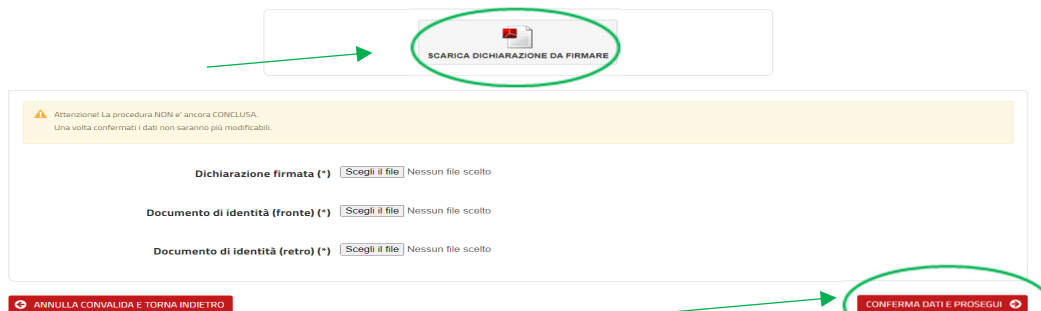 SCARICA DICHIARAZIONE DA FIRMARE
Attenzione! La procedura NON e' ancora CONCLUSA.
Una volta confermati i dati non saranno più modificabili.
Dichiarazione firmata (*) Scegli il file Nessun file scelto
Documento di identità (fronte) (*) Scegli il file Nessun file scelto
Documento di identità (retro) (*) Scegli il file Nessun file scelto
ANNULLA CONVALIDA E TORNA INDIETRO
CONFERMA DATI E PROSEGUI